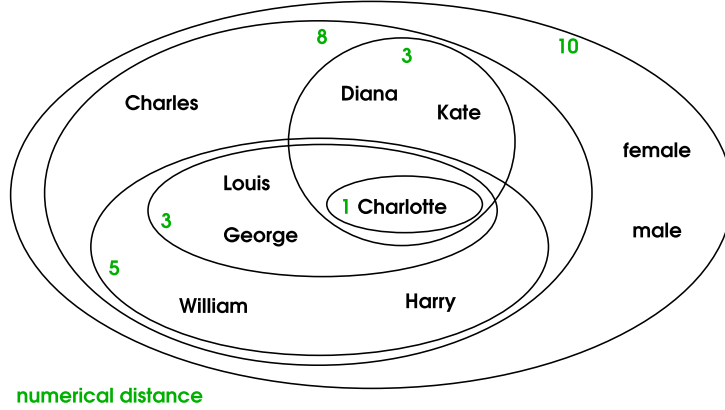 8
10
3
Diana
Charles
Kate
female
Louis
1 Charlotte
3
George
male
5
William
Harry
numerical distance